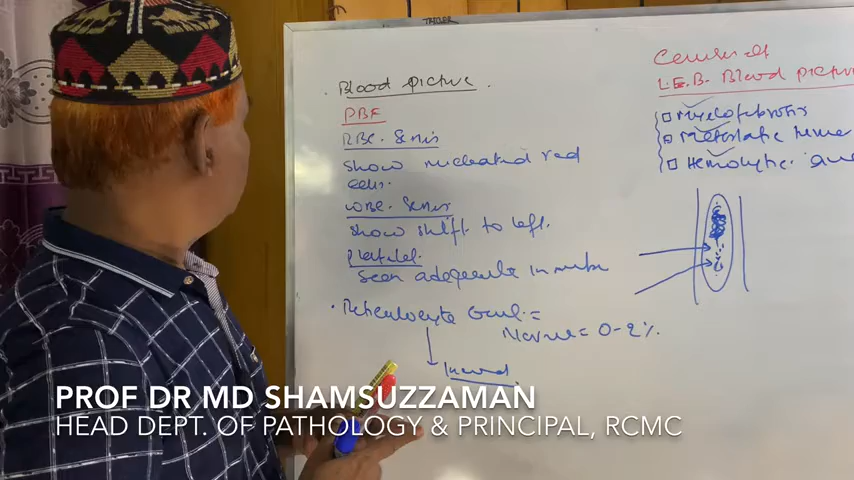 Blood picture.
PBF
RBC. Series
show nucleated red
cells.
WBC. Series
show shift to left.
Platelet.
Seen adequate in number
Reticulocyte Count =
Normal = 0-2%.
Increased
Causes of
L.E.B. Blood picture
Myelofibrosis
Metastatic tumor
Hemolytic.
PROF DR MD SHAMSUZZAMAN
HEAD DEPT. OF PATHOLOGY & PRINCIPAL, RCMC